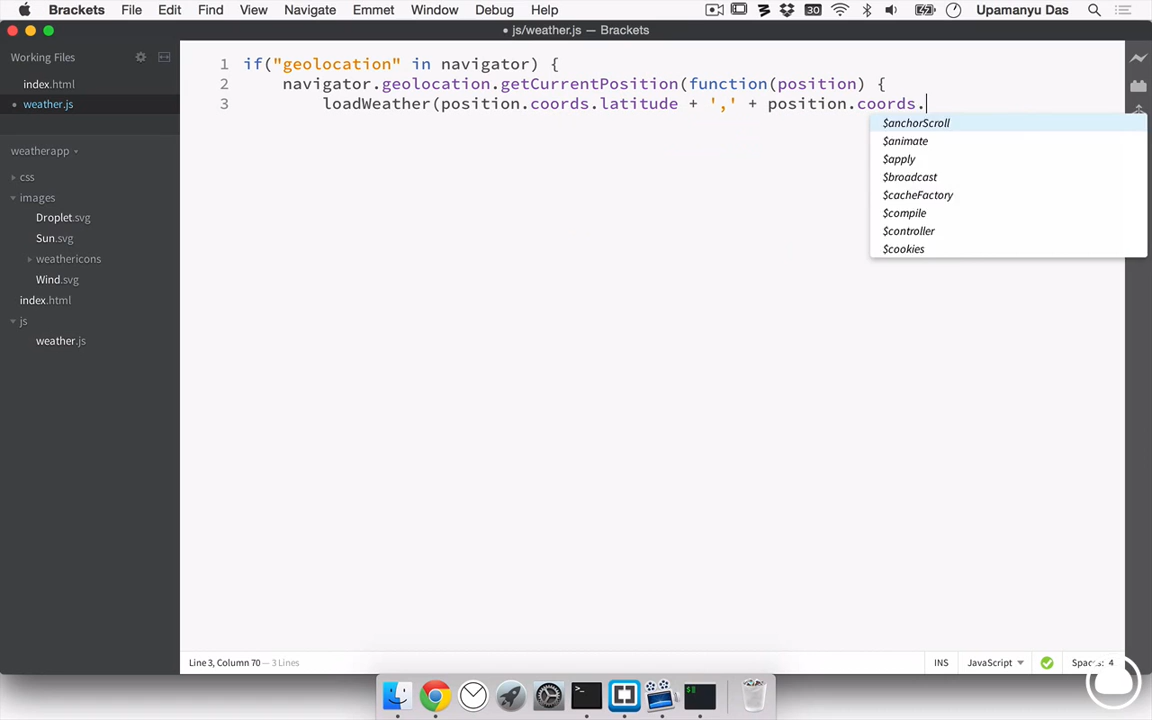 Brackets File Edit Find View Navigate Emmet Window Debug Help 30 Upamanyu Das
• js/weather.js — Brackets
Working Files
index.html
• weather.js
weatherapp
css
images
Droplet.svg
Sun.svg
weathericons
Wind.svg
index.html
js
weather.js
1 if("geolocation" in navigator) {
2 navigator.geolocation.getCurrentPosition(function(position) {
3 loadWeather(position.coords.latitude + ',' + position.coords.
$anchorScroll
$animate
$apply
$broadcast
$cacheFactory
$compile
$controller
$cookies
Line 3, Column 70 — 3 Lines INS JavaScript Spaces: 4